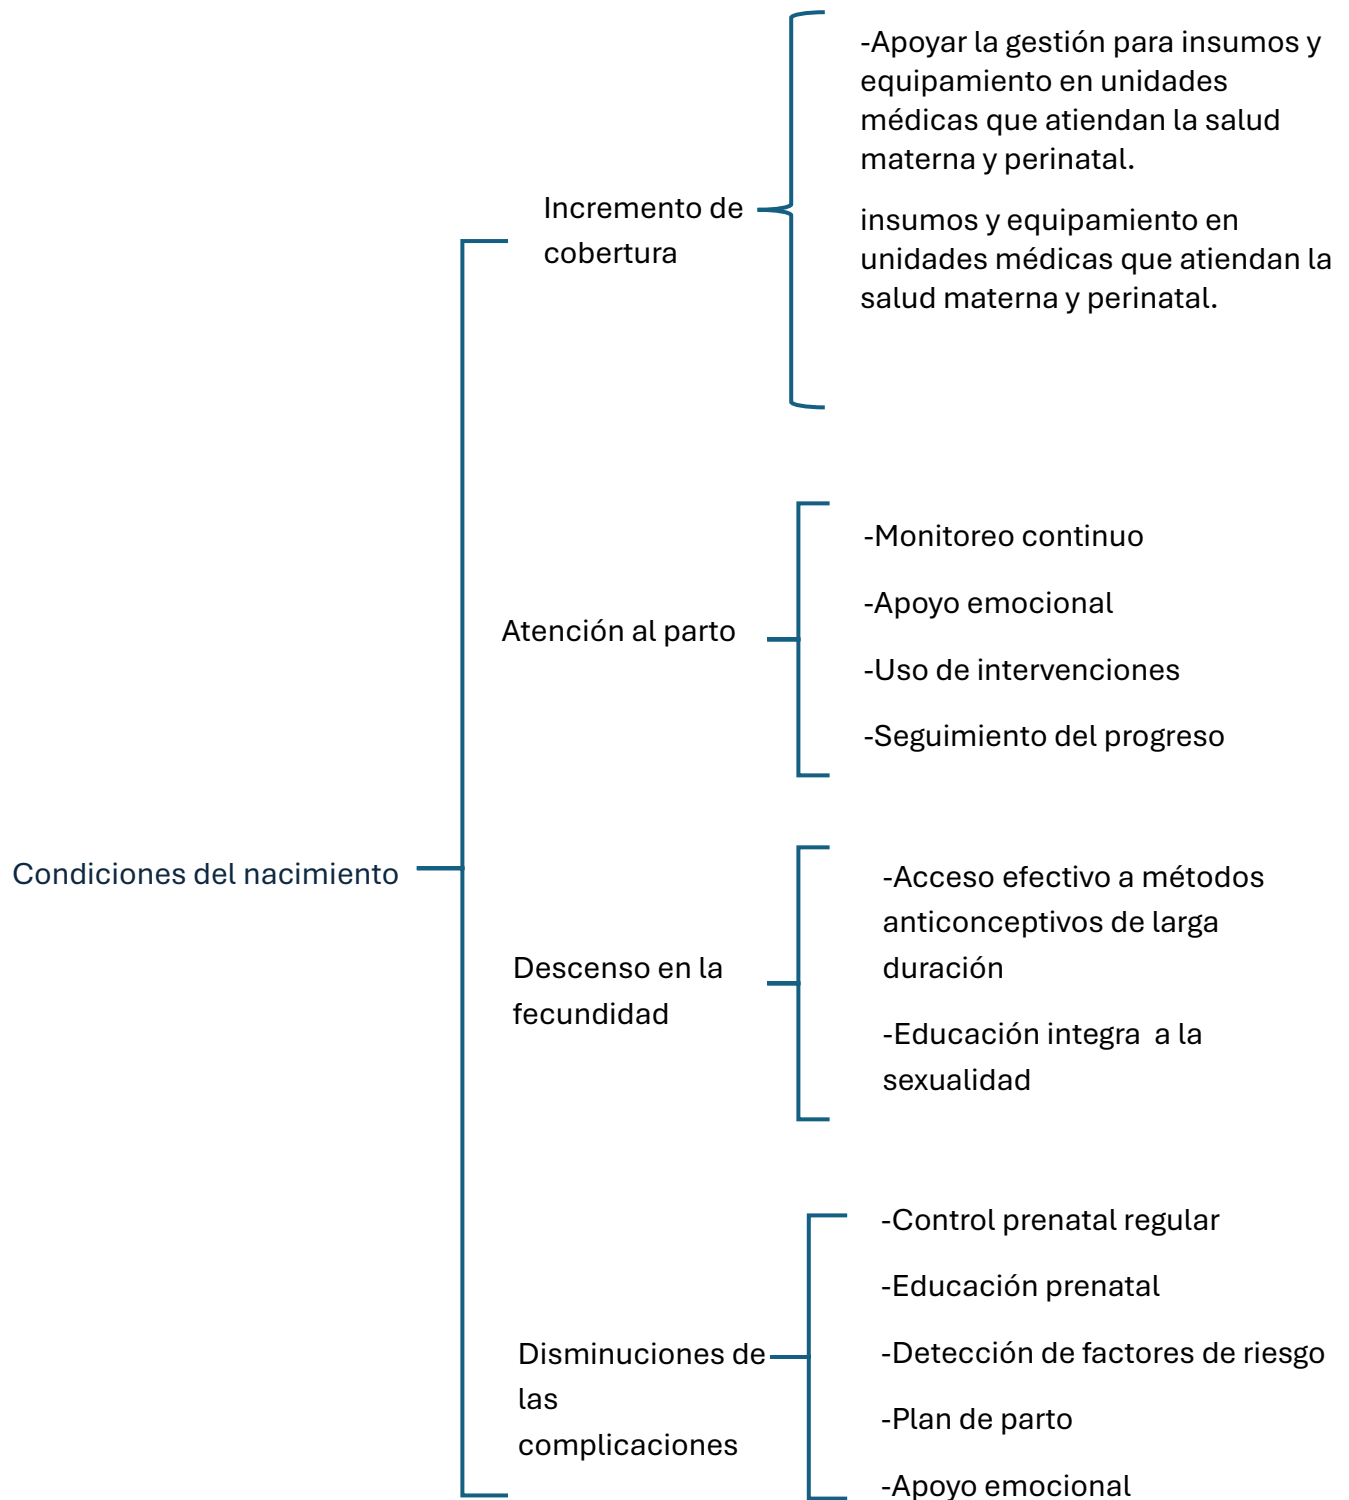 Condiciones del nacimiento
Incremento de
cobertura
-Apoyar la gestión para insumos y
equipamiento en unidades
médicas que atiendan la salud
materna y perinatal.
insumos y equipamiento en
unidades médicas que atiendan la
salud materna y perinatal.
Atención al parto
-Monitoreo continuo
-Apoyo emocional
-Uso de intervenciones
-Seguimiento del progreso
Descenso en la
fecundidad
-Acceso efectivo a métodos
anticonceptivos de larga
duración
-Educación integra  a la
sexualidad
Disminuciones de
las
complicaciones
-Control prenatal regular
-Educación prenatal
-Detección de factores de riesgo
-Plan de parto
-Apoyo emocional